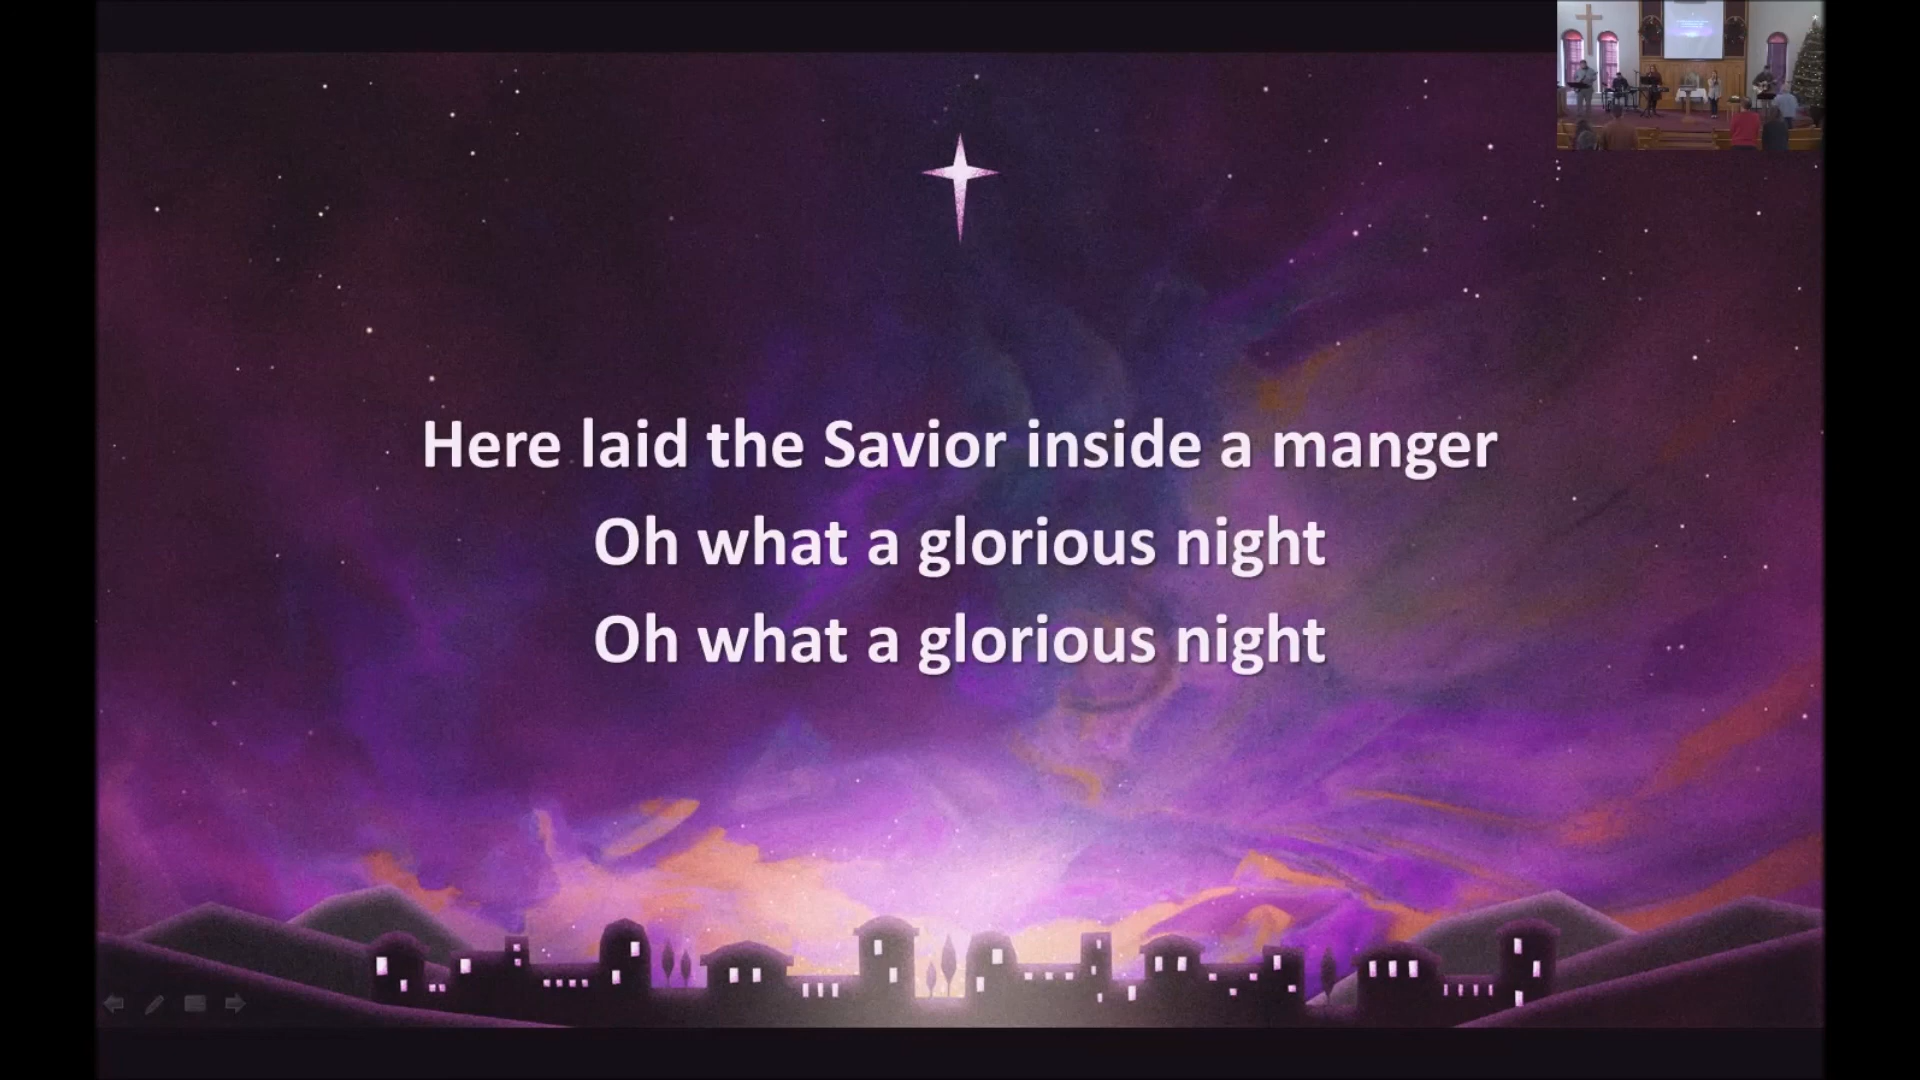 Here laid the Savior inside a manger
Oh what a glorious night
Oh what a glorious night